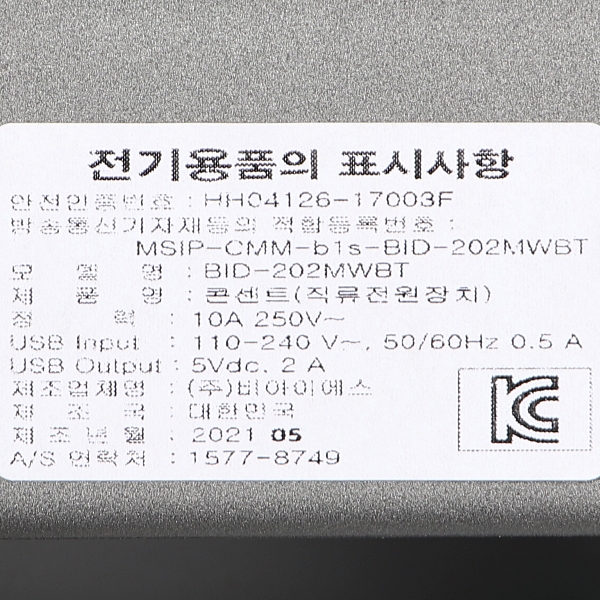 전기용품의 표시사항
안전인증번호 : HH04126-17003F
방송통신기자재등의 적합등록번호 :
MSIP-CMM-b1s-BID-202MWBT
모 델 명 : BID-202MWBT
제 품 명 : 콘센트(직류전원장치)
정 력 : 10A 250V~
USB Input : 110-240 V~, 50/60Hz 0.5 A
USB Output : 5Vdc, 2 A
제조업체명 : (주)비아이에스
제 조 국 : 대한민국
제 조 년 월 : 2021 05
A/S 연락처 : 1577-8749